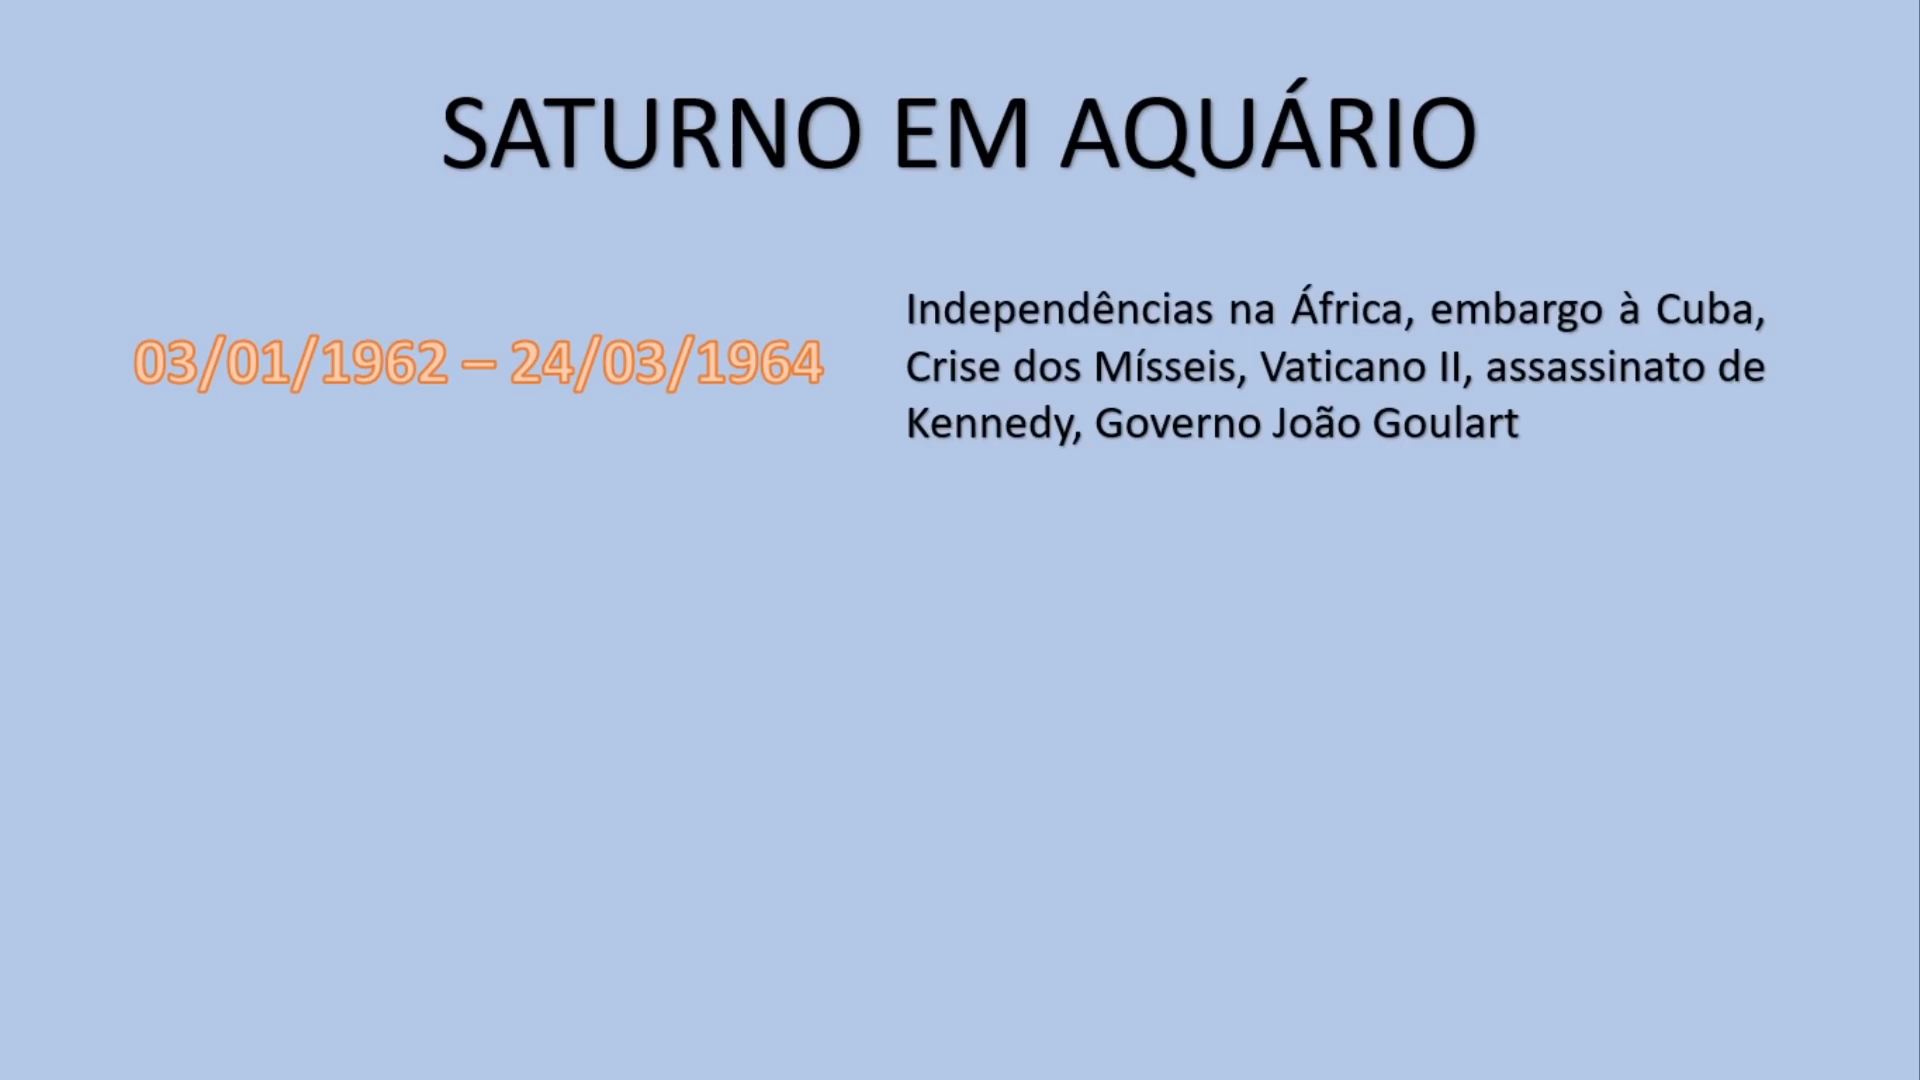 SATURNO EM AQUÁRIO
03/01/1962 – 24/03/1964
Independências na África, embargo à Cuba,
Crise dos Mísseis, Vaticano II, assassinato de
Kennedy, Governo João Goulart